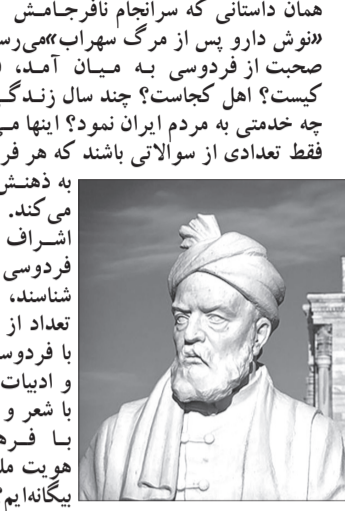 همان داستانی که سرانجام نافرجامش
«نوش دارو پس از مرگ سهراب»می‌رس
صحبت از فردوسی به میان آمد،
کیست؟ اهل کجاست؟ چند سال زندگ
چه خدمتی به مردم ایران نمود؟ اینها مـ
فقط تعدادی از سوالاتی باشند که هر فر
به ذهنش
می‌کند.
اشراف
فردوسی
شناسند،
تعداد از
با فردوس
و ادبیات
با شعر و
با فره
هویت ملـ
بیگانه‌ایم؟